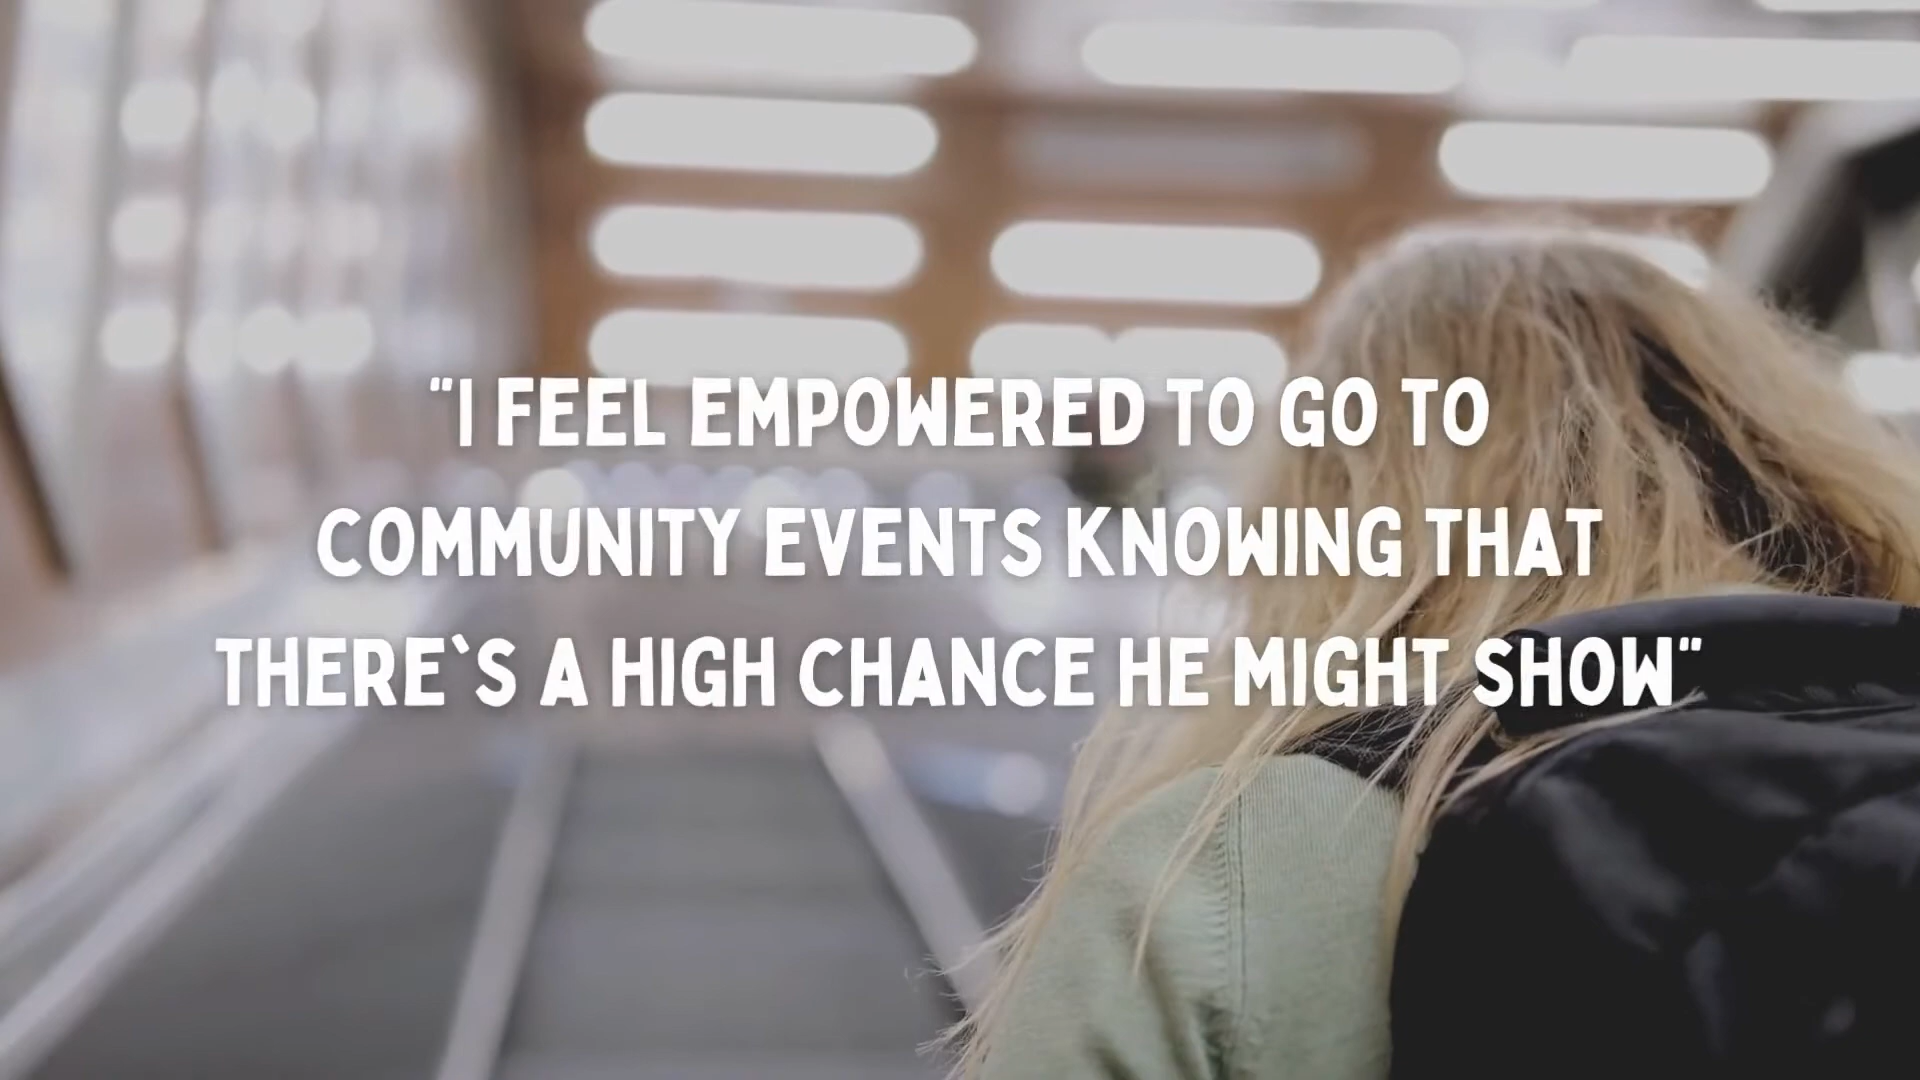 "I FEEL EMPOWERED TO GO TO
COMMUNITY EVENTS KNOWING THAT
THERE`S A HIGH CHANCE HE MIGHT SHOW"